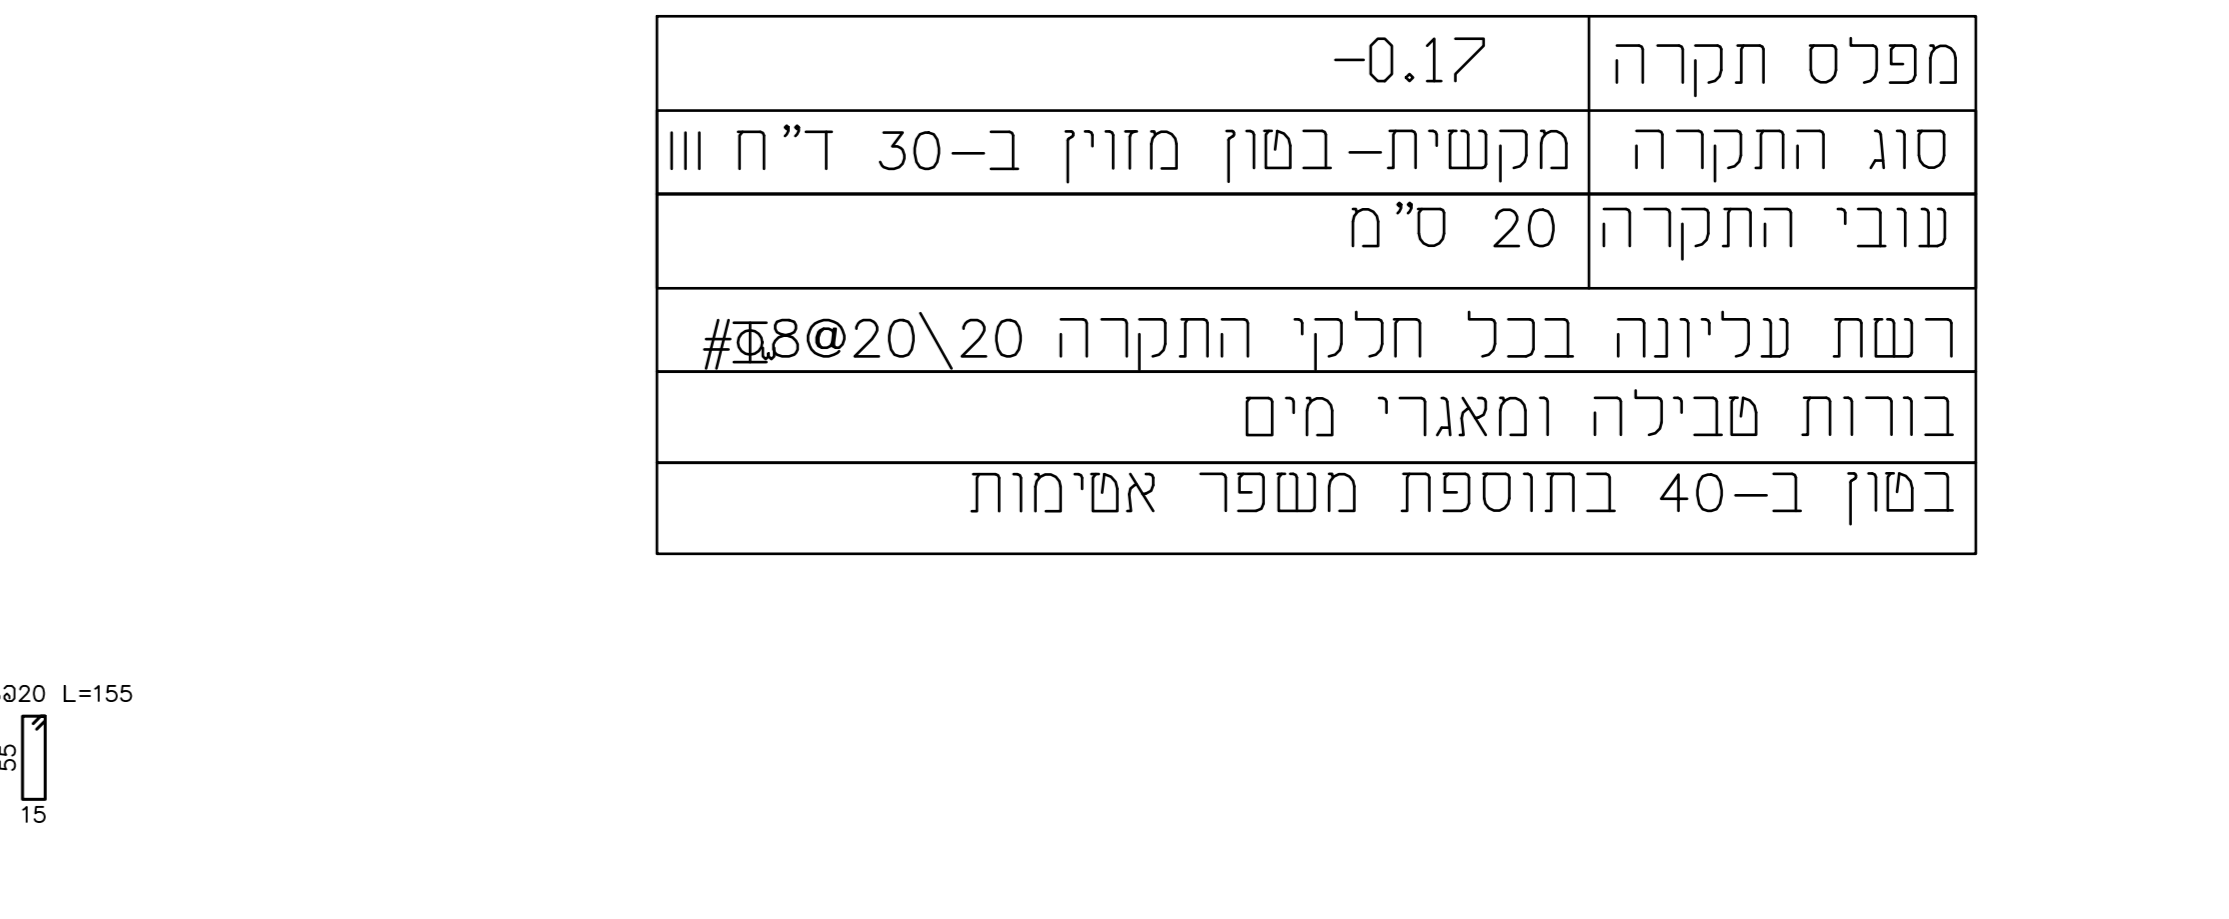 מפלס תקרה -0.17
סוג התקרה מקשית-בטון מזוין ב-30 ד"ח III
עובי התקרה 20 ס"מ
רשת עליונה בכל חלקי התקרה #Φ8@20\20
בורות טבילה ומאגרי מים
בטון ב-40 בתוספת משפר אטימות
20 L=155
55
15